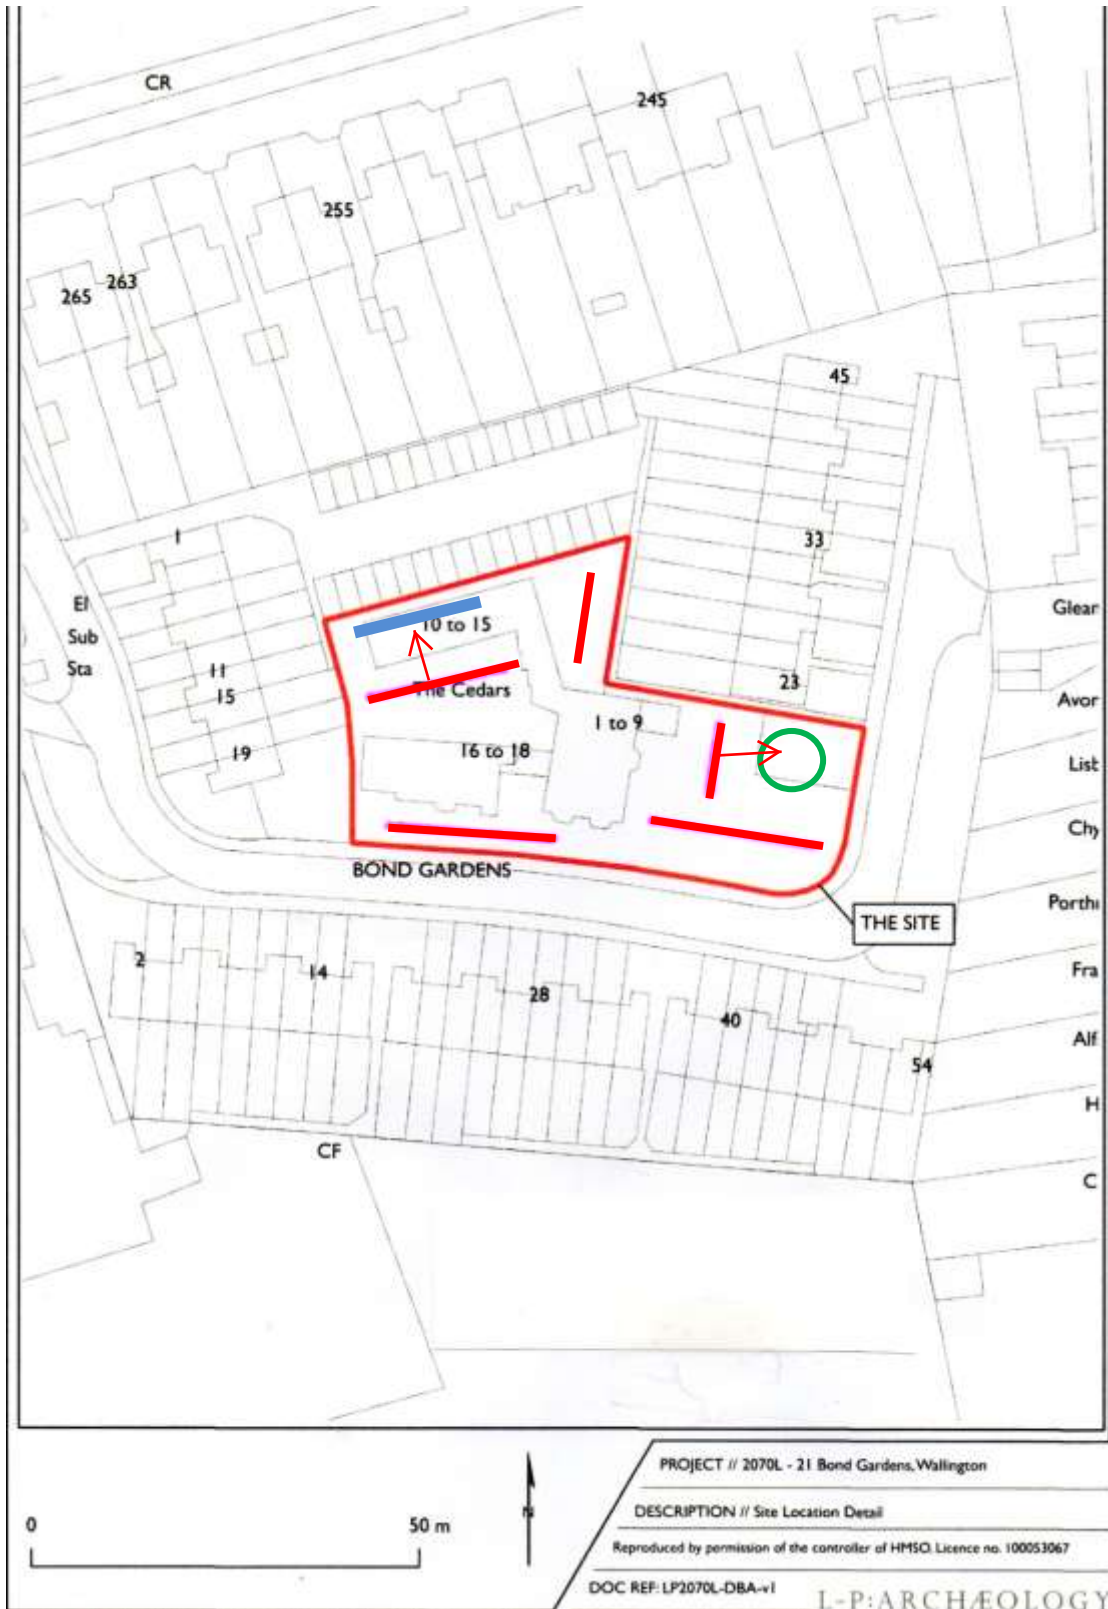 CR
245
255
263
265
45
1
33
El
Sub
Sta
10 to 15
Glear
11
15
The Cedars
23
Avor
1 to 9
19
16 to 18
List
Chy
BOND GARDENS
THE SITE
Porthi
2
14
28
40
Fra
54
Alf
H
CF
C
PROJECT // 2070L - 21 Bond Gardens, Wallington
DESCRIPTION // Site Location Detail
0
50 m
N
Reproduced by permission of the controller of HMSO. Licence no. 100053067
DOC REF: LP2070L-DBA-v1
L-P:ARCHÆOLOGY